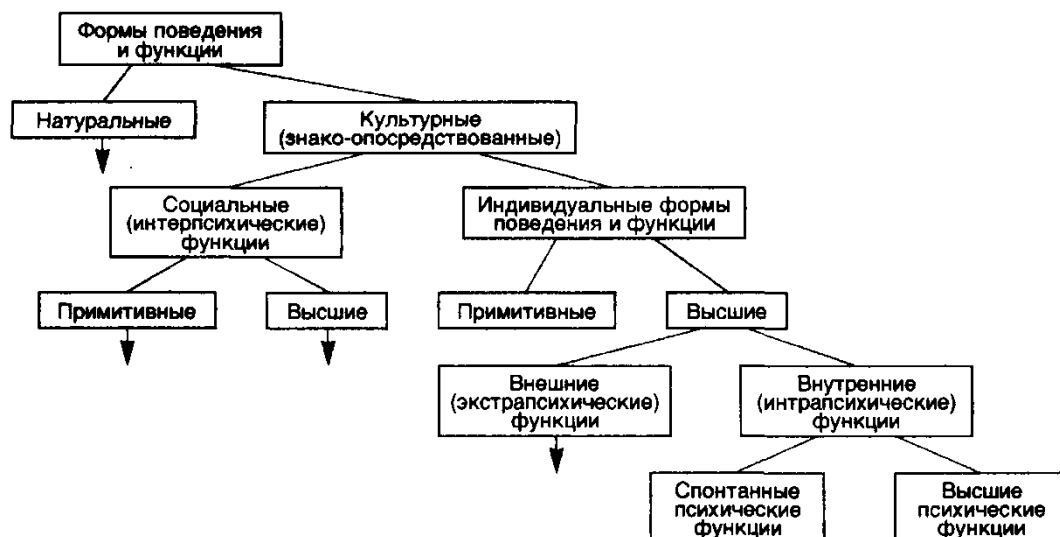 Формы поведения
и функции
Натуральные
Культурные
(знако-опосредствованные)
Социальные
(интерпсихические)
функции
Индивидуальные формы
поведения и функции
Примитивные
Высшие
Примитивные
Высшие
Внешние
(экстрапсихические)
функции
Внутренние
(интрапсихические)
функции
Спонтанные
психические
функции
Высшие
психические
функции